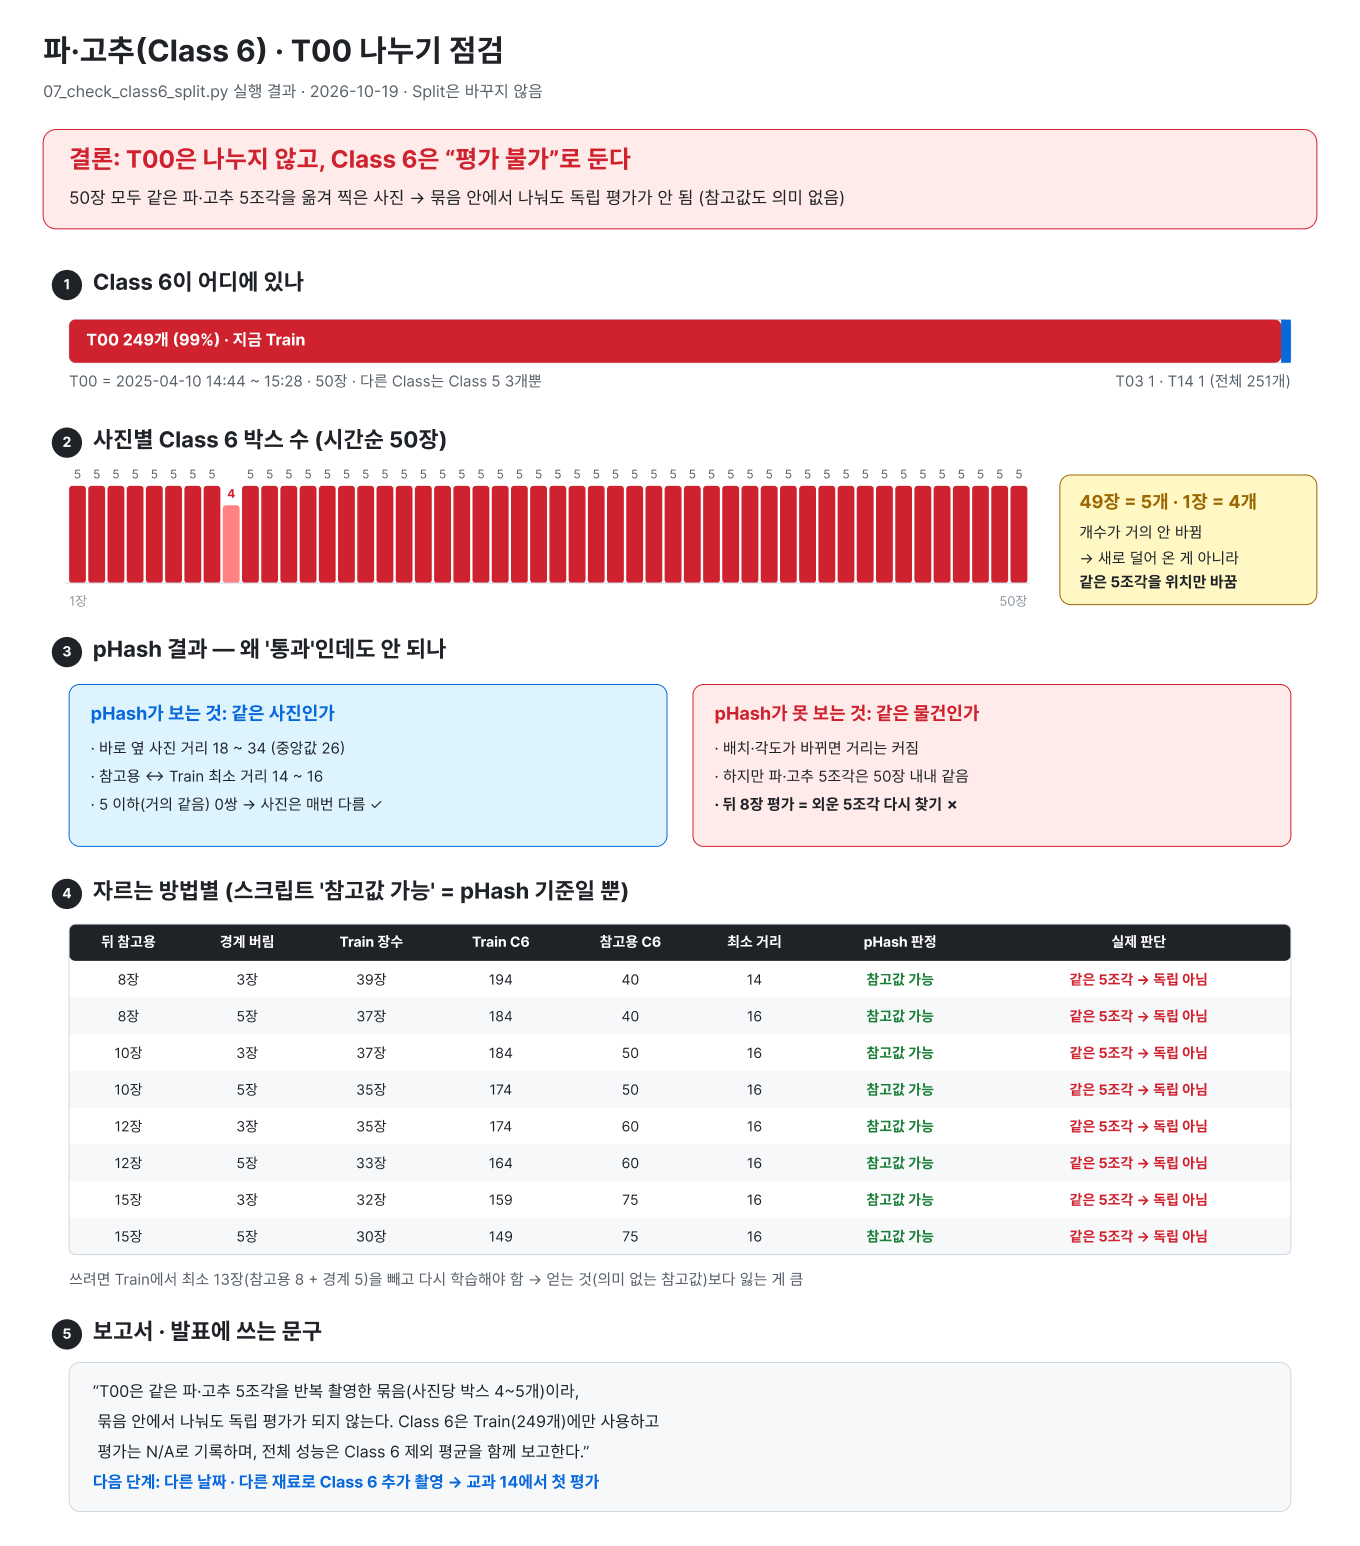 파·고추(Class 6) · T00 나누기 점검
07_check_class6_split.py 실행 결과 · 2026-10-19 · Split은 바꾸지 않음
결론: T00은 나누지 않고, Class 6은 “평가 불가”로 둔다
50장 모두 같은 파·고추 5조각을 옮겨 찍은 사진 → 묶음 안에서 나눠도 독립 평가가 안 됨 (참고값도 의미 없음)
1 Class 6이 어디에 있나
T00 249개 (99%) · 지금 Train
T00 = 2025-04-10 14:44 ~ 15:28 · 50장 · 다른 Class는 Class 5 3개뿐
T03 1 · T14 1 (전체 251개)
2 사진별 Class 6 박스 수 (시간순 50장)
5 5 5 5 5 5 5 5 4 5 5 5 5 5 5 5 5 5 5 5 5 5 5 5 5 5 5 5 5 5 5 5 5 5 5 5 5 5 5 5 5 5 5 5 5 5 5 5 5 5
1장 50장
49장 = 5개 · 1장 = 4개
개수가 거의 안 바뀜
→ 새로 덜어 온 게 아니라
같은 5조각을 위치만 바꿈
3 pHash 결과 — 왜 '통과'인데도 안 되나
pHash가 보는 것: 같은 사진인가
· 바로 옆 사진 거리 18 ~ 34 (중앙값 26)
· 참고용 ↔ Train 최소 거리 14 ~ 16
· 5 이하(거의 같음) 0쌍 → 사진은 매번 다름 ✓
pHash가 못 보는 것: 같은 물건인가
· 배치·각도가 바뀌면 거리는 커짐
· 하지만 파·고추 5조각은 50장 내내 같음
· 뒤 8장 평가 = 외운 5조각 다시 찾기 ×
4 자르는 방법별 (스크립트 '참고값 가능' = pHash 기준일 뿐)
뒤 참고용 경계 버림 Train 장수 Train C6 참고용 C6 최소 거리 pHash 판정 실제 판단
8장 3장 39장 194 40 14 참고값 가능 같은 5조각 → 독립 아님
8장 5장 37장 184 40 16 참고값 가능 같은 5조각 → 독립 아님
10장 3장 37장 184 50 16 참고값 가능 같은 5조각 → 독립 아님
10장 5장 35장 174 50 16 참고값 가능 같은 5조각 → 독립 아님
12장 3장 35장 174 60 16 참고값 가능 같은 5조각 → 독립 아님
12장 5장 33장 164 60 16 참고값 가능 같은 5조각 → 독립 아님
15장 3장 32장 159 75 16 참고값 가능 같은 5조각 → 독립 아님
15장 5장 30장 149 75 16 참고값 가능 같은 5조각 → 독립 아님
쓰려면 Train에서 최소 13장(참고용 8 + 경계 5)을 빼고 다시 학습해야 함 → 얻는 것(의미 없는 참고값)보다 잃는 게 큼
5 보고서 · 발표에 쓰는 문구
“T00은 같은 파·고추 5조각을 반복 촬영한 묶음(사진당 박스 4~5개)이라,
묶음 안에서 나눠도 독립 평가가 되지 않는다. Class 6은 Train(249개)에만 사용하고
평가는 N/A로 기록하며, 전체 성능은 Class 6 제외 평균을 함께 보고한다.”
다음 단계: 다른 날짜 · 다른 재료로 Class 6 추가 촬영 → 교과 14에서 첫 평가